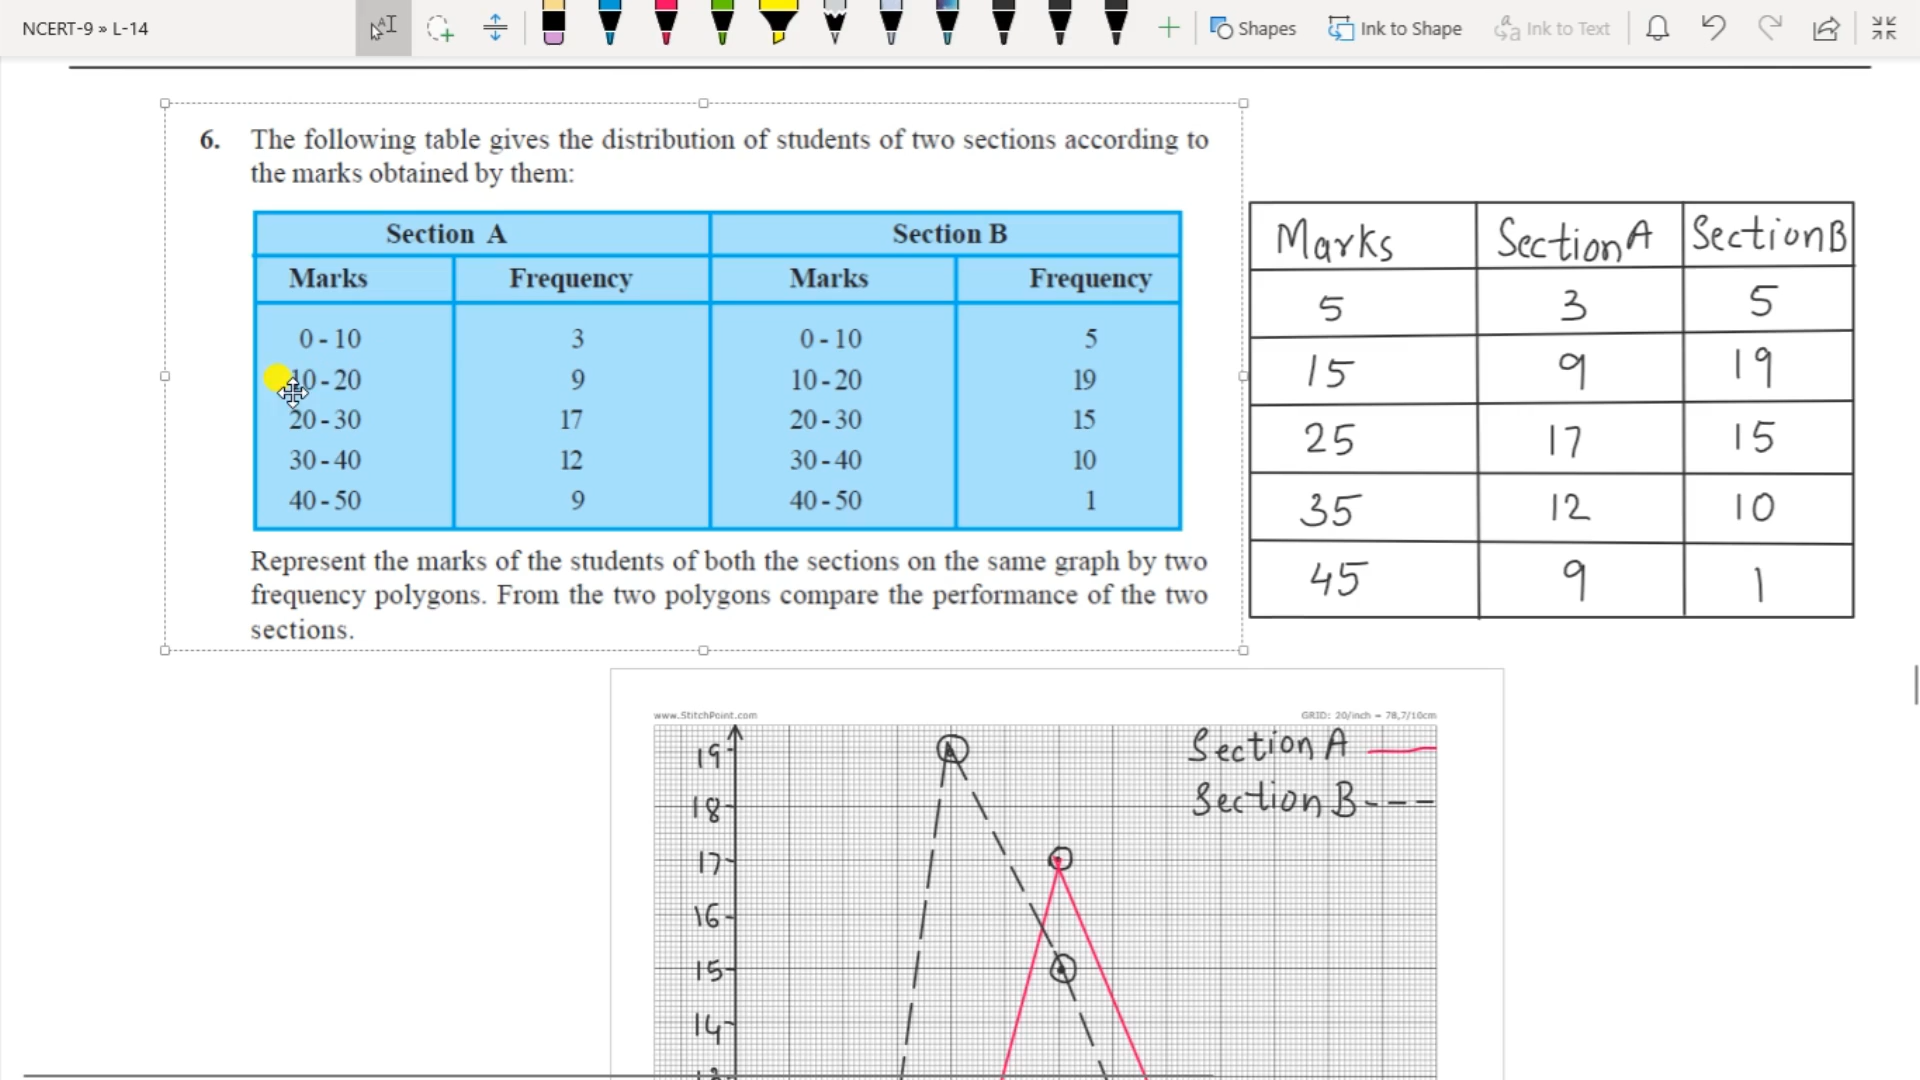 NCERT-9 » L-14
Shapes
Ink to Shape
Ink to Text
6. The following table gives the distribution of students of two sections according to
the marks obtained by them:
Section A Section B
Marks Frequency Marks Frequency
0 - 10 3 0 - 10 5
10 - 20 9 10 - 20 19
20 - 30 17 20 - 30 15
30 - 40 12 30 - 40 10
40 - 50 9 40 - 50 1
Represent the marks of the students of both the sections on the same graph by two
frequency polygons. From the two polygons compare the performance of the two
sections.
Marks Section A Section B
5 3 5
15 9 19
25 17 15
35 12 10
45 9 1
www.StitchPoint.com
GRID: 20/inch = 78,7/10cm
Section A
Section B
19
18
17
16
15
14